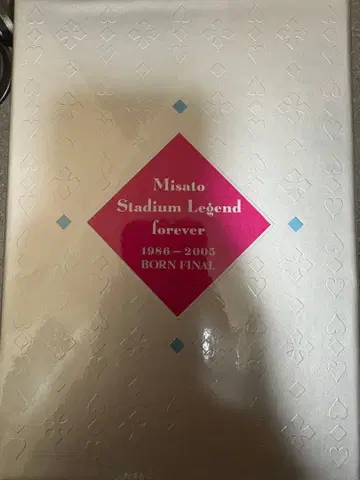 Misato
Stadium Legend
forever
1986–2005
BORN FINAL